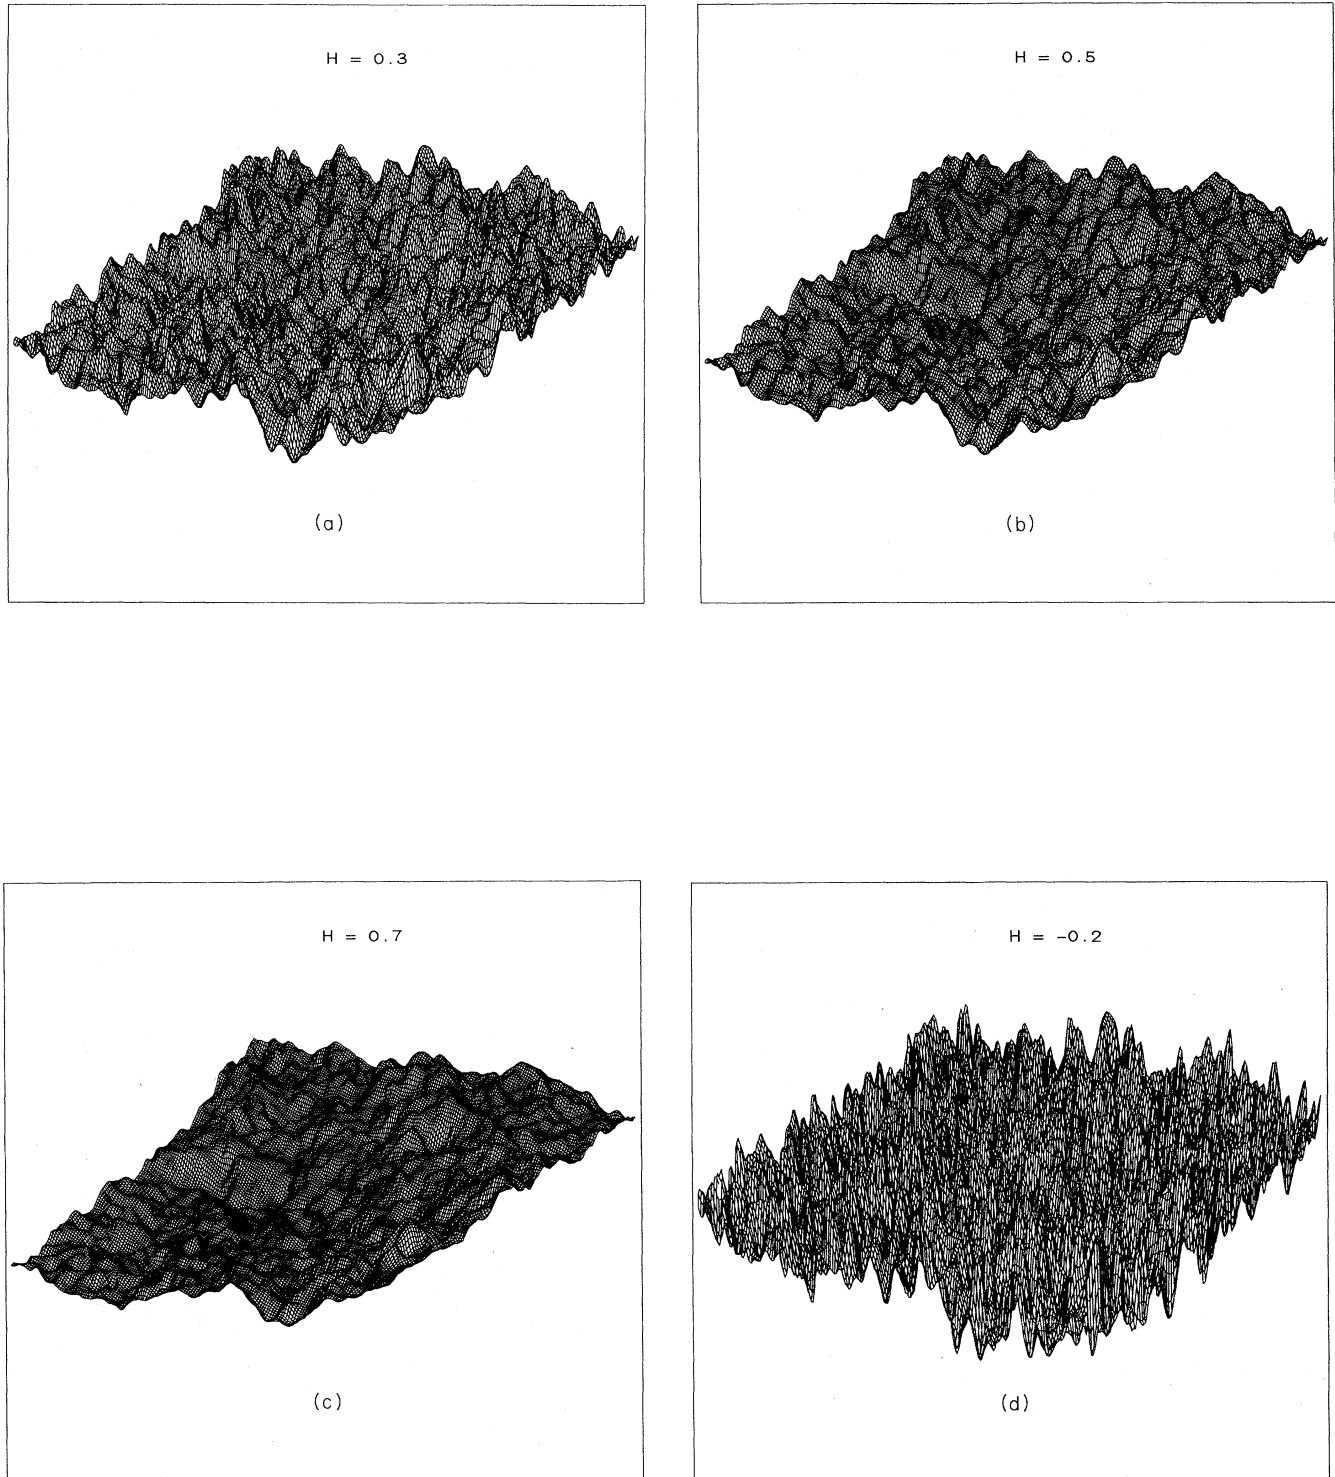 H = 0.3
H = 0.5
(a)
(b)
H = 0.7
H = -0.2
(c)
(d)